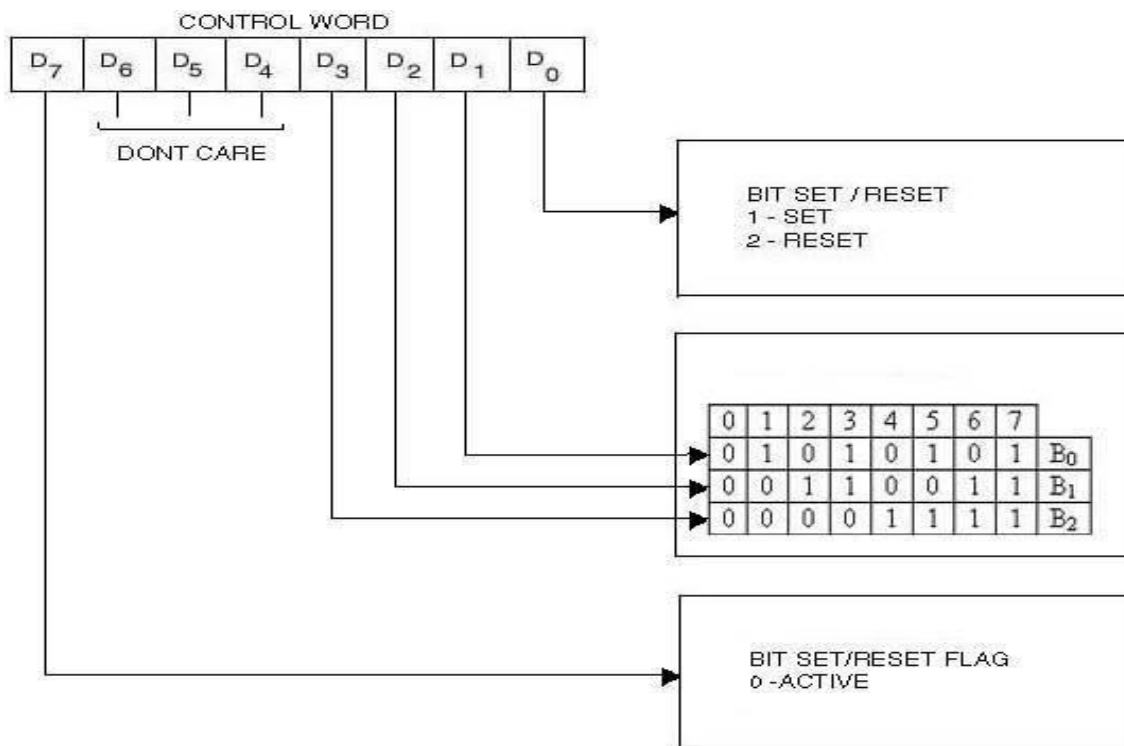 CONTROL WORD
D7 D6 D5 D4 D3 D2 D1 D0
DONT CARE
BIT SET / RESET
1 - SET
2 - RESET
0 1 2 3 4 5 6 7
0 1 0 1 0 1 0 1 B0
0 0 1 1 0 0 1 1 B1
0 0 0 0 1 1 1 1 B2
BIT SET/RESET FLAG
0 -ACTIVE